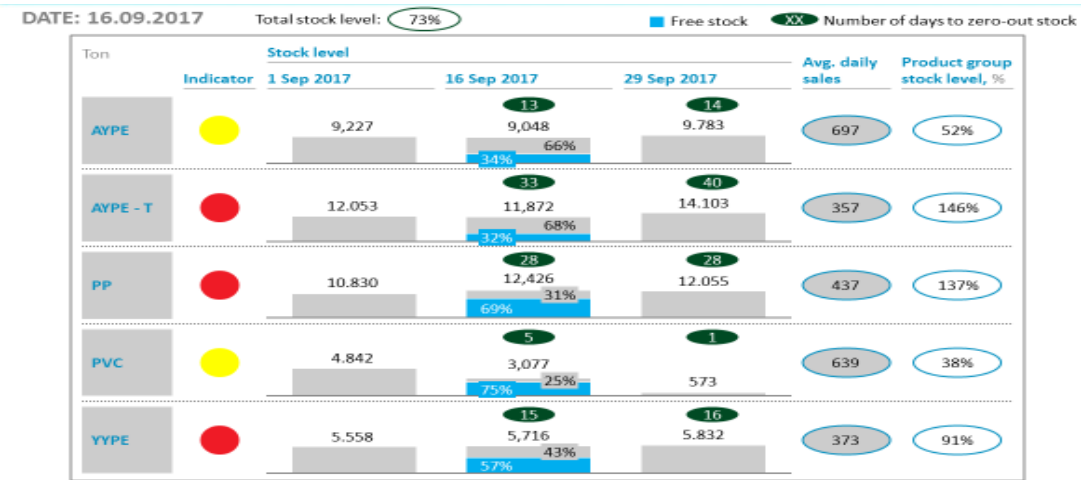 DATE: 16.09.2017 Total stock level: 73% Free stock XX Number of days to zero-out stock
Ton Stock level Avg. daily sales Product group stock level, %
Indicator 1 Sep 2017 16 Sep 2017 29 Sep 2017
13 14
AYPE 9,227 9,048 9.783 697 52%
66%
34%
33 40
AYPE - T 12.053 11,872 14.103 357 146%
68%
32%
28 28
PP 10.830 12,426 12.055 437 137%
31%
69%
5 1
PVC 4.842 3,077 573 639 38%
25%
75%
15 16
YYPE 5.558 5,716 5.832 373 91%
43%
57%